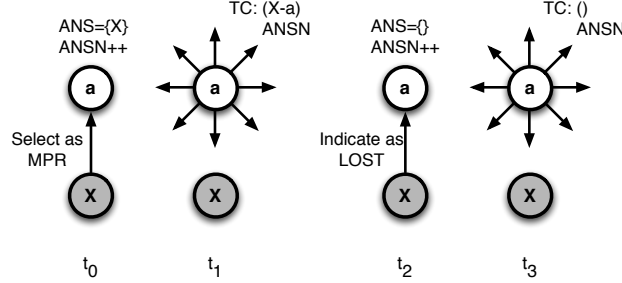 ANS={X}
ANSN++
a
Select as
MPR
X
t0
TC: (X-a)
ANSN
a
X
t1
ANS={}
ANSN++
a
Indicate as
LOST
X
t2
TC: ()
ANSN
a
X
t3